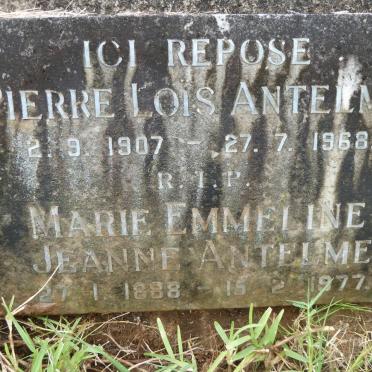 ICI REPOSE
PIERRE LOIS ANTELM
2. 9. 1907 – 27. 7. 1968
R.I.P.
MARIE EMMELINE
JEANNE ANTELME
27 1 1888 – 15 2 1977.